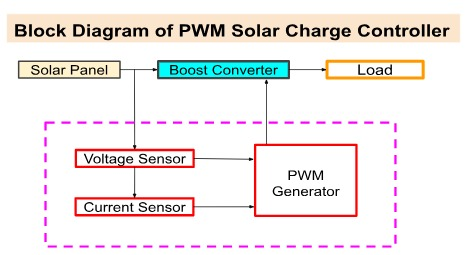 Block Diagram of PWM Solar Charge Controller
Solar Panel
Boost Converter
Load
Voltage Sensor
Current Sensor
PWM
Generator